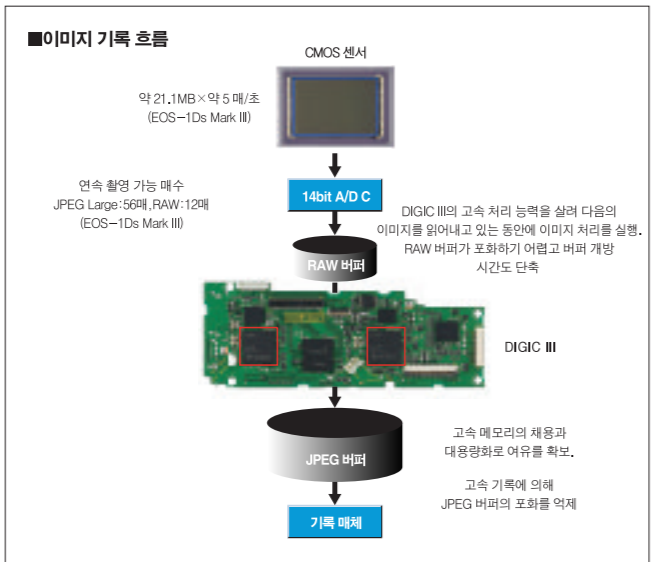 ■이미지 기록 흐름
CMOS 센서
약 21.1MB×약 5 매/초
(EOS-1Ds Mark III)
14bit A/D C
연속 촬영 가능 매수
JPEG Large:56매,RAW:12매
(EOS-1Ds Mark III)
DIGIC III의 고속 처리 능력을 살려 다음의
이미지를 읽어내고 있는 동안에 이미지 처리를 실행.
RAW 버퍼가 포화하기 어렵고 버퍼 개방
시간도 단축
RAW 버퍼
DIGIC III
JPEG 버퍼
고속 메모리의 채용과
대용량화로 여유를 확보.
고속 기록에 의해
JPEG 버퍼의 포화를 억제
기록 매체